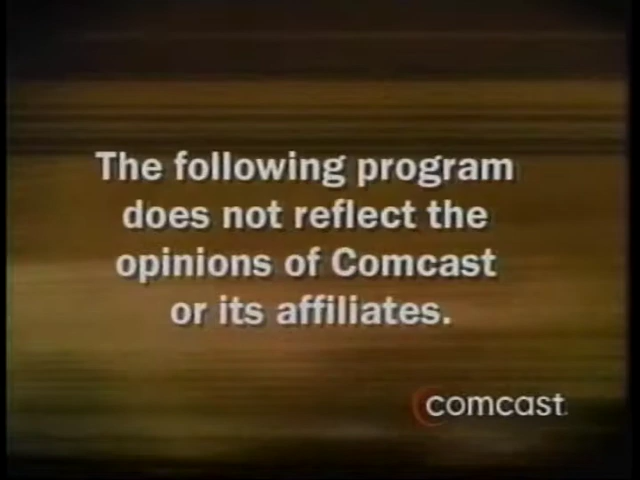 The following program
does not reflect the
opinions of Comcast
or its affiliates.
comcast.